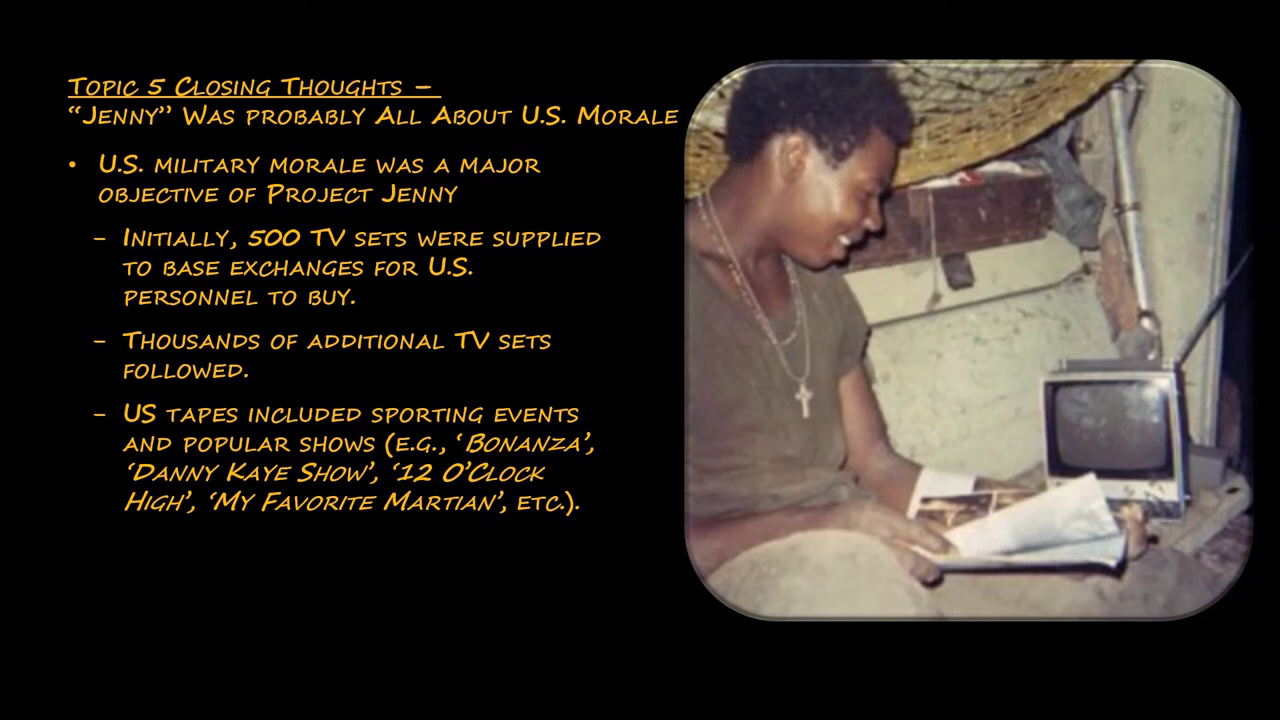 Topic 5 Closing Thoughts –
“Jenny” Was probably All About U.S. Morale
• U.S. military morale was a major
objective of Project Jenny
– Initially, 500 TV sets were supplied
to base exchanges for U.S.
personnel to buy.
– Thousands of additional TV sets
followed.
– US tapes included sporting events
and popular shows (e.g., ‘Bonanza’,
‘Danny Kaye Show’, ‘12 O’Clock
High’, ‘My Favorite Martian’, etc.).